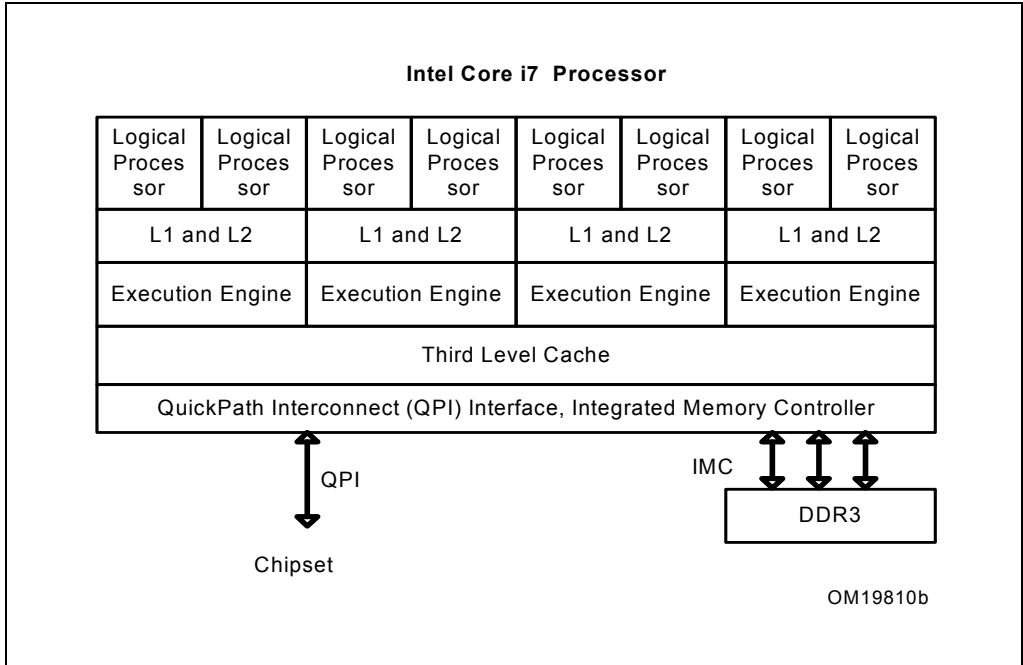 Intel Core i7 Processor
Logical Logical Logical Logical Logical Logical Logical Logical
Proces Proces Proces Proces Proces Proces Proces Proces
sor sor sor sor sor sor sor sor
L1 and L2 L1 and L2 L1 and L2 L1 and L2
Execution Engine Execution Engine Execution Engine Execution Engine
Third Level Cache
QuickPath Interconnect (QPI) Interface, Integrated Memory Controller
QPI
IMC
DDR3
Chipset
OM19810b